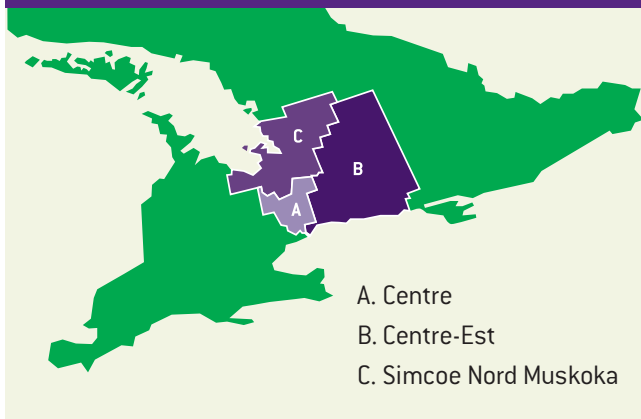 C
B
A
A. Centre
B. Centre-Est
C. Simcoe Nord Muskoka